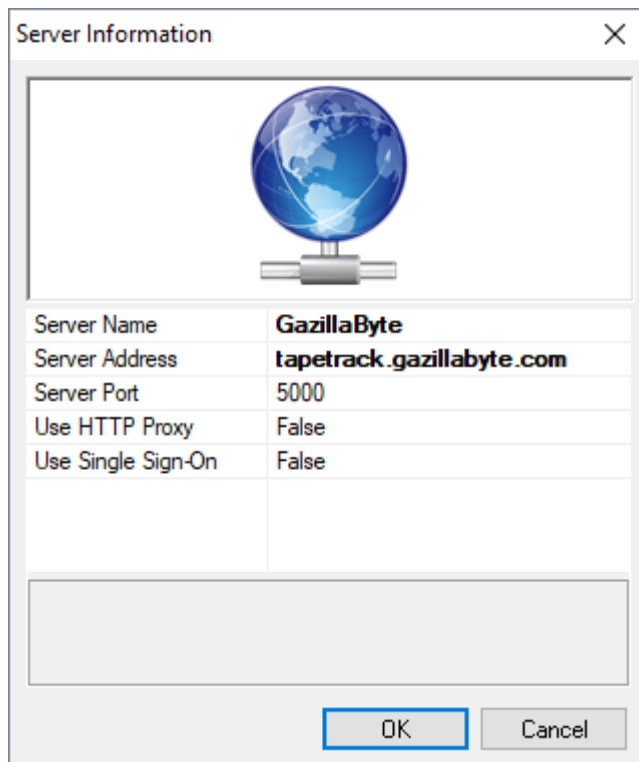 Server Information
Server Name GazillaByte
Server Address tapetrack.gazillabyte.com
Server Port 5000
Use HTTP Proxy False
Use Single Sign-On False
OK Cancel